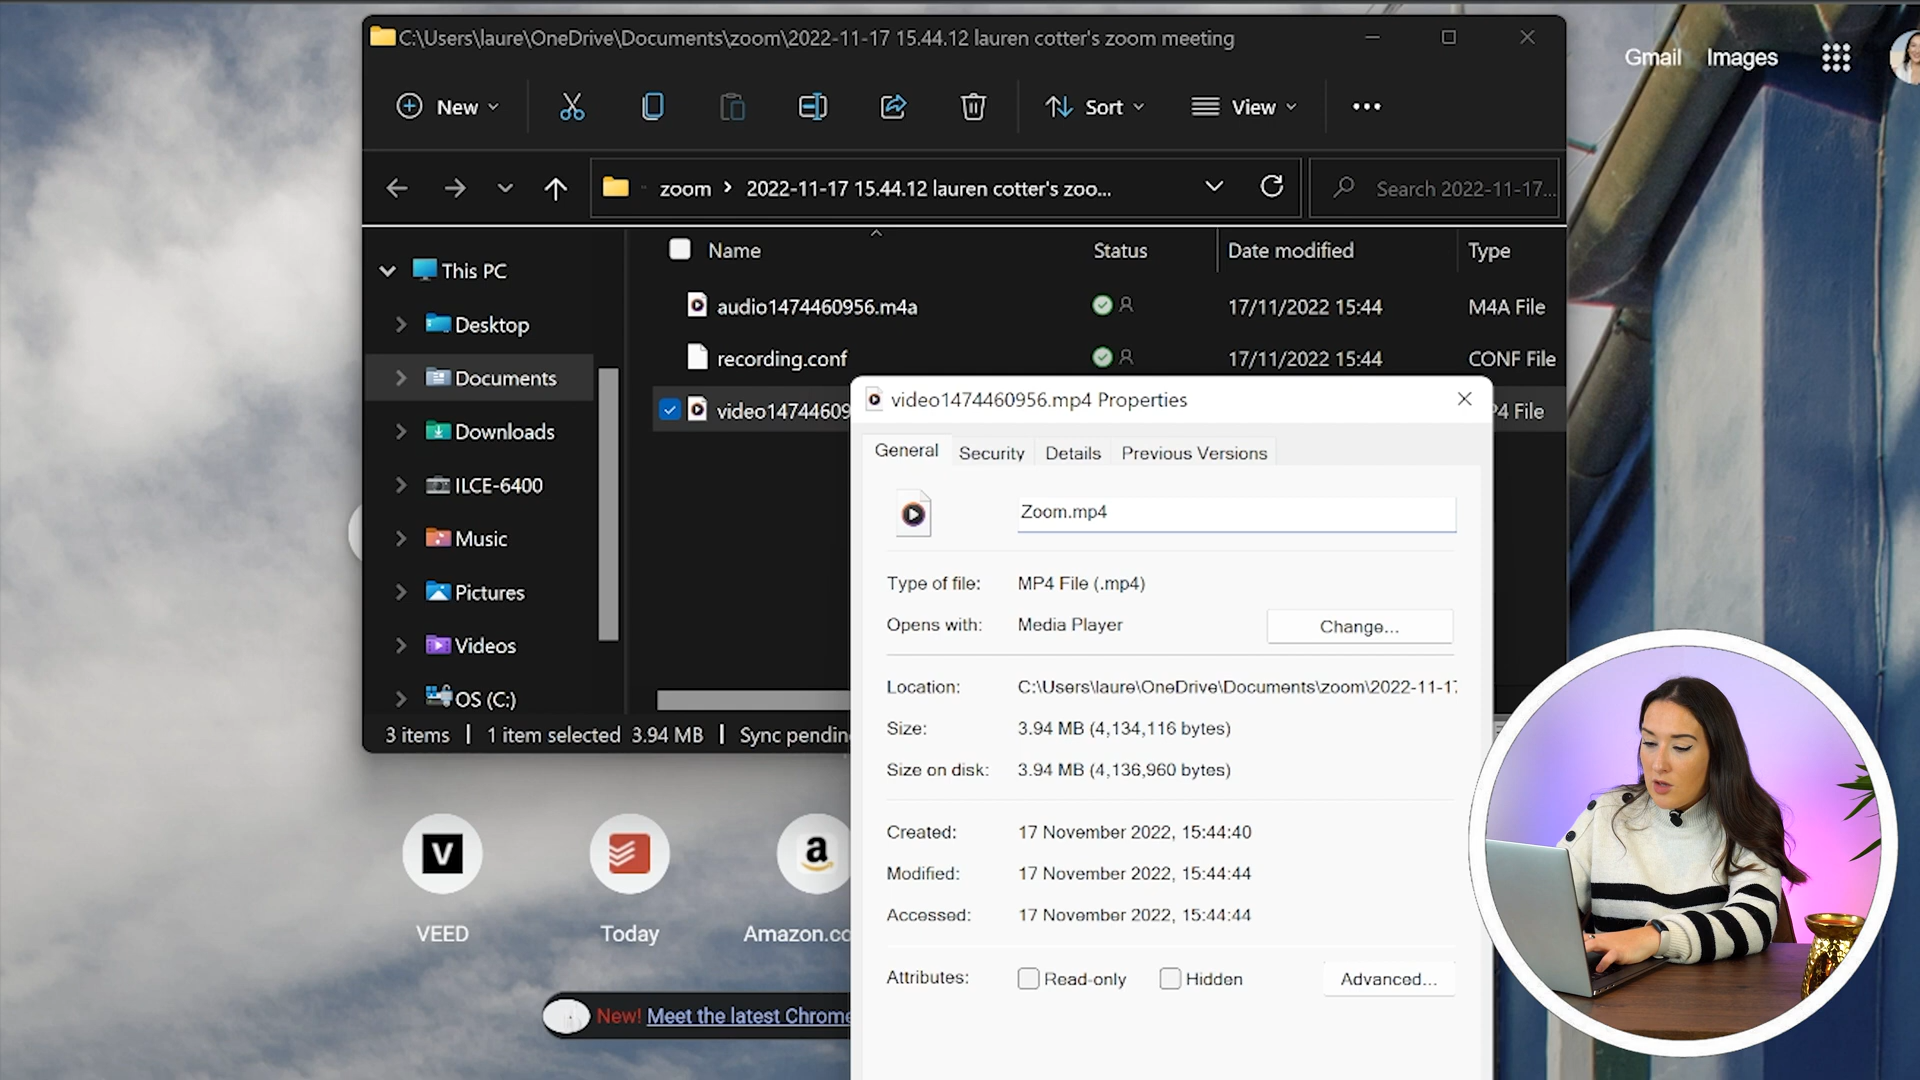 C:\Users\laure\OneDrive\Documents\zoom\2022-11-17 15.44.12 lauren cotter's zoom meeting
Gmail Images
New Sort View
zoom > 2022-11-17 15.44.12 lauren cotter's zoo...
Search 2022-11-17...
Name Status Date modified Type
This PC
Desktop
Documents
Downloads
ILCE-6400
Music
Pictures
Videos
OS (C:)
audio1474460956.m4a 17/11/2022 15:44 M4A File
recording.conf 17/11/2022 15:44 CONF File
video14744609 P4 File
3 items | 1 item selected 3.94 MB | Sync pendin
video1474460956.mp4 Properties
General Security Details Previous Versions
Zoom.mp4
Type of file: MP4 File (.mp4)
Opens with: Media Player Change...
Location: C:\Users\laure\OneDrive\Documents\zoom\2022-11-17
Size: 3.94 MB (4,134,116 bytes)
Size on disk: 3.94 MB (4,136,960 bytes)
Created: 17 November 2022, 15:44:40
Modified: 17 November 2022, 15:44:44
Accessed: 17 November 2022, 15:44:44
Attributes: Read-only Hidden Advanced...
V
a
VEED Today Amazon.co
New! Meet the latest Chrome